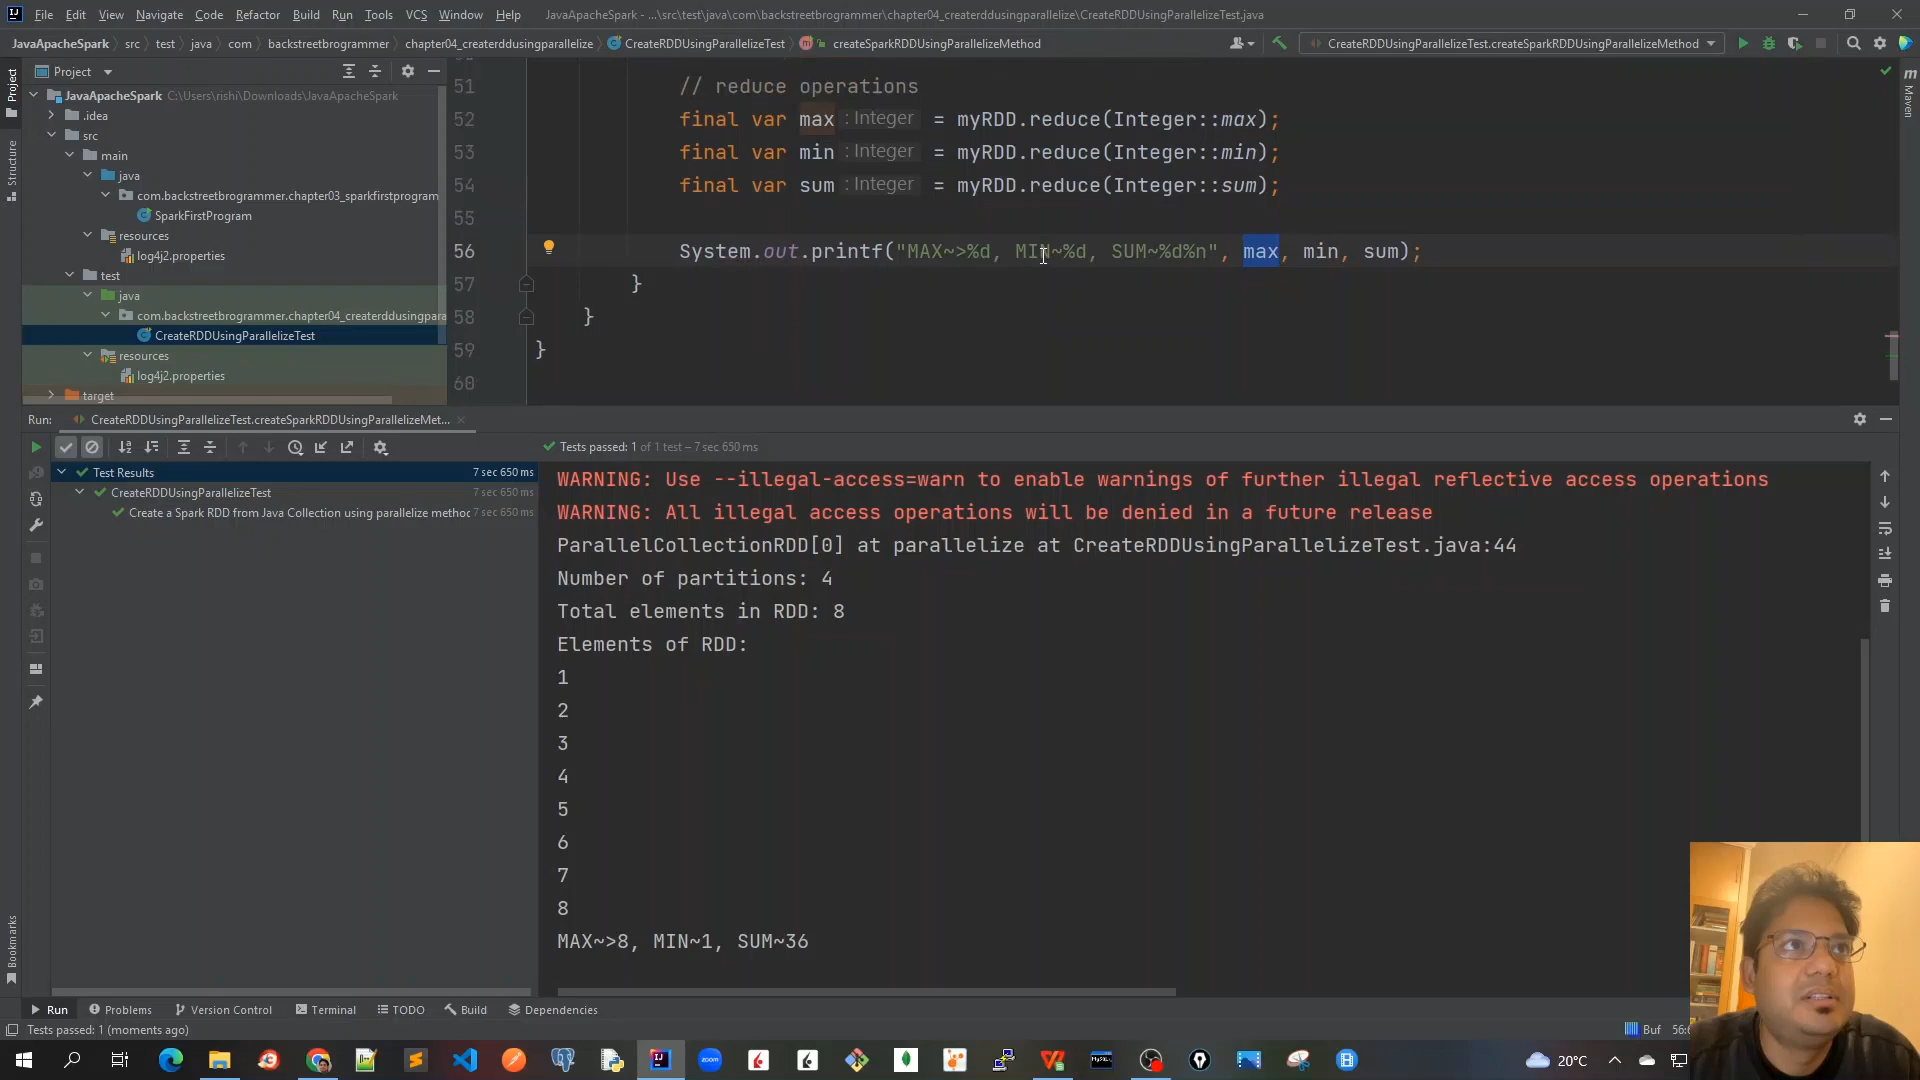 File Edit View Navigate Code Refactor Build Run Tools VCS Window Help JavaApacheSpark - ...\src\test\java\com\backstreetbrogrammer\chapter04_createrddusingparallelize\CreateRDDUsingParallelizeTest.java
JavaApacheSpark src test java com backstreetbrogrammer chapter04_createrddusingparallelize CreateRDDUsingParallelizeTest createSparkRDDUsingParallelizeMethod CreateRDDUsingParallelizeTest.createSparkRDDUsingParallelizeMethod
Project
Project
Structure
Bookmarks
m
Maven
JavaApacheSpark C:\Users\rishi\Downloads\JavaApacheSpark
.idea
src
main
java
com.backstreetbrogrammer.chapter03_sparkfirstprogram
SparkFirstProgram
resources
log4j2.properties
test
java
com.backstreetbrogrammer.chapter04_createrddusingpara
CreateRDDUsingParallelizeTest
resources
log4j2.properties
target
51 // reduce operations
52 final var max : Integer = myRDD.reduce(Integer::max);
53 final var min : Integer = myRDD.reduce(Integer::min);
54 final var sum : Integer = myRDD.reduce(Integer::sum);
55
56 System.out.printf("MAX~>%d, MIN~%d, SUM~%d%n", max, min, sum);
57 }
58 }
59 }
60
Run: CreateRDDUsingParallelizeTest.createSparkRDDUsingParallelizeMet...
Tests passed: 1 of 1 test – 7 sec 650 ms
Test Results 7 sec 650 ms
CreateRDDUsingParallelizeTest 7 sec 650 ms
Create a Spark RDD from Java Collection using parallelize method 7 sec 650 ms
WARNING: Use --illegal-access=warn to enable warnings of further illegal reflective access operations
WARNING: All illegal access operations will be denied in a future release
ParallelCollectionRDD[0] at parallelize at CreateRDDUsingParallelizeTest.java:44
Number of partitions: 4
Total elements in RDD: 8
Elements of RDD:
1
2
3
4
5
6
7
8
MAX~>8, MIN~1, SUM~36
Run Problems Version Control Terminal TODO Build Dependencies
Tests passed: 1 (moments ago)
Buf
20°C